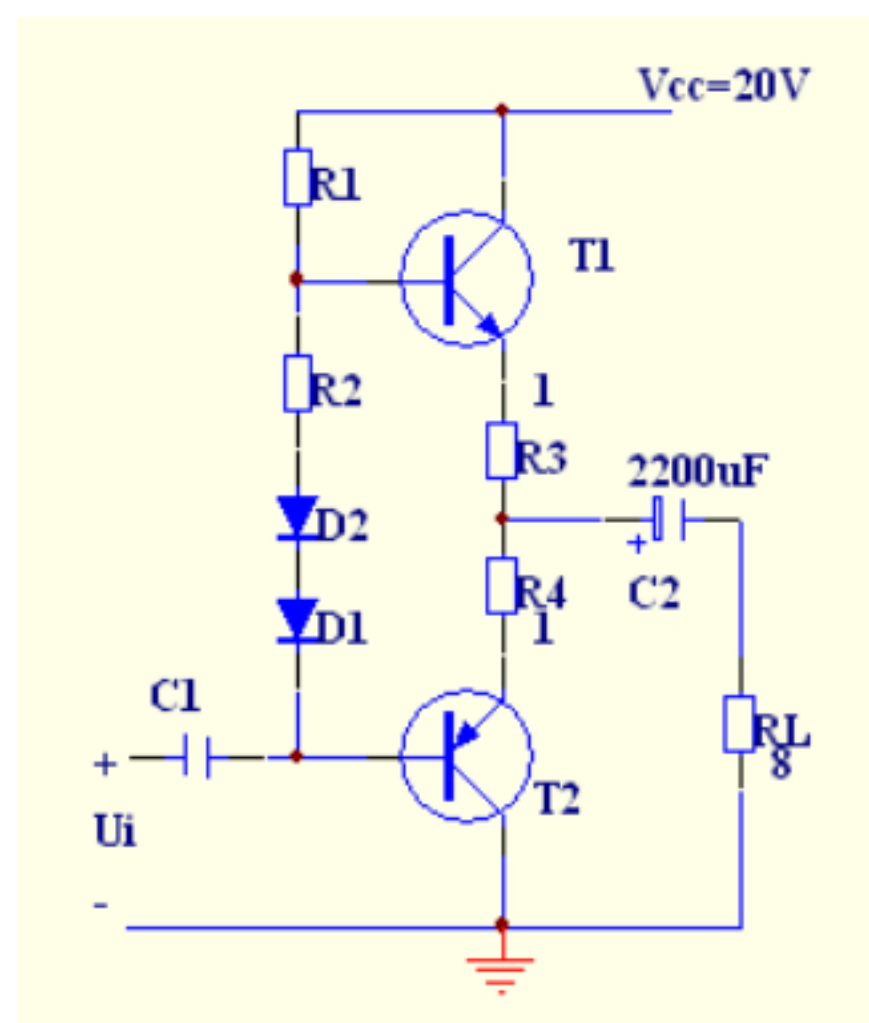 Vcc=20V
R1
T1
R2
1
R3
2200uF
D2
+
R4
C2
1
D1
C1
RL
8
+
T2
Ui
-